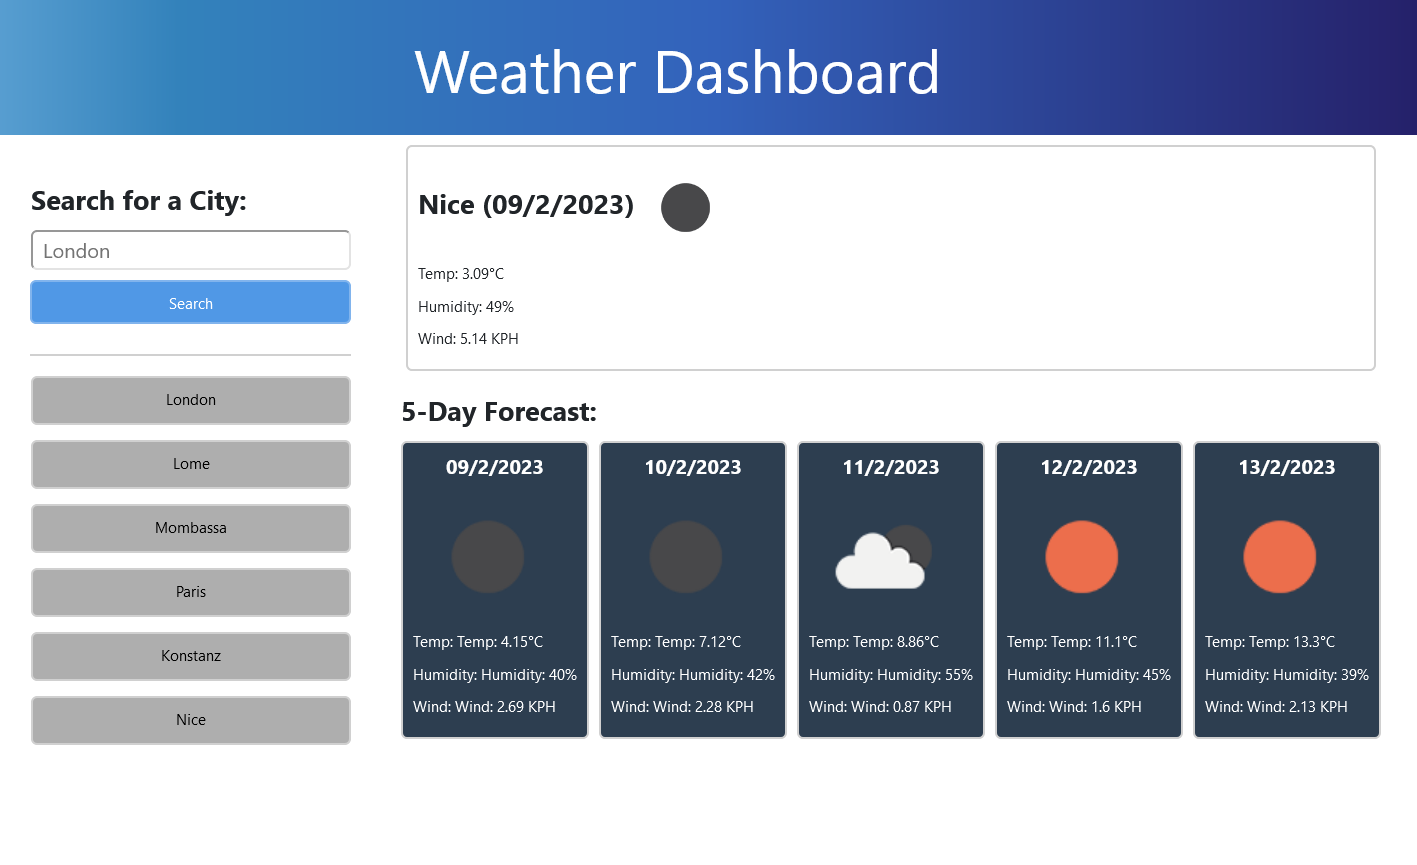 Weather Dashboard
Search for a City:
London
Search
London
Lome
Mombassa
Paris
Konstanz
Nice
Nice (09/2/2023)
Temp: 3.09°C
Humidity: 49%
Wind: 5.14 KPH
5-Day Forecast:
09/2/2023
Temp: Temp: 4.15°C
Humidity: Humidity: 40%
Wind: Wind: 2.69 KPH
10/2/2023
Temp: Temp: 7.12°C
Humidity: Humidity: 42%
Wind: Wind: 2.28 KPH
11/2/2023
Temp: Temp: 8.86°C
Humidity: Humidity: 55%
Wind: Wind: 0.87 KPH
12/2/2023
Temp: Temp: 11.1°C
Humidity: Humidity: 45%
Wind: Wind: 1.6 KPH
13/2/2023
Temp: Temp: 13.3°C
Humidity: Humidity: 39%
Wind: Wind: 2.13 KPH